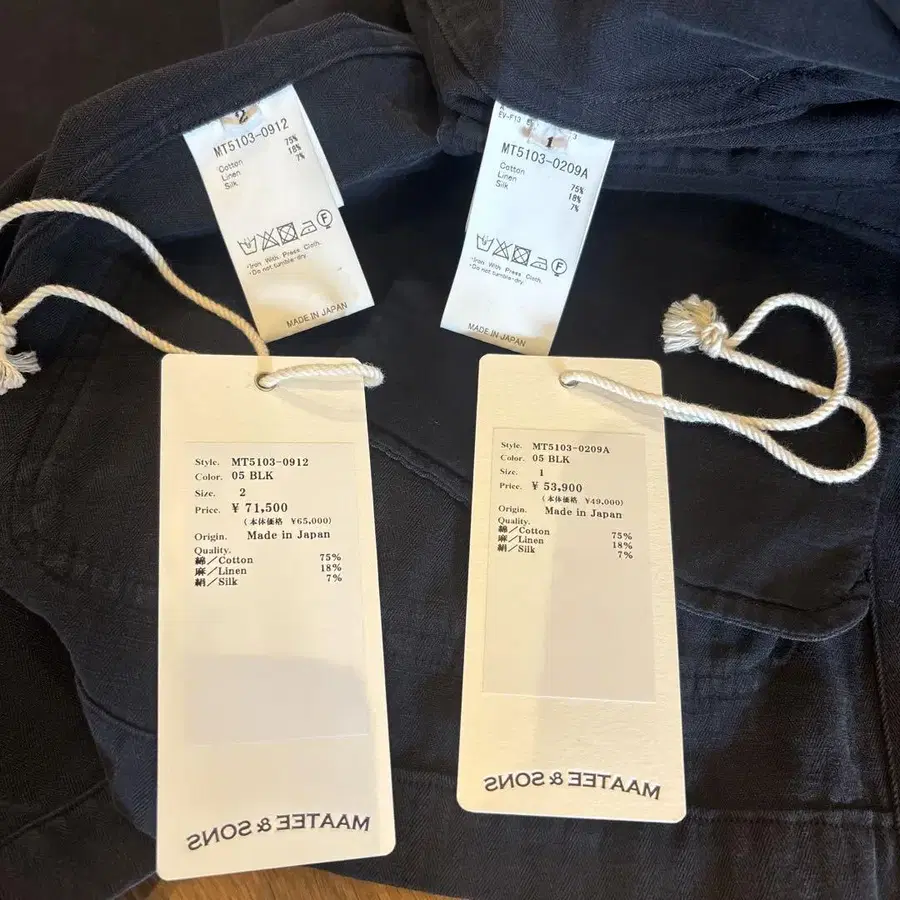 2
MT5103-0912
Cotton 75%
Linen 18%
Silk 7%
F
*Iron With Press Cloth.
*Do not tumble-dry
MADE IN JAPAN
1
MT5103-0209A
Cotton 75%
Linen 18%
Silk 7%
F
*Iron With Press Cloth.
*Do not tumble-dry
MADE IN JAPAN
Style. MT5103-0912
Color. 05 BLK
Size. 2
Price. ¥ 71,500
(本体価格 ¥65,000)
Origin. Made in Japan
Quality.
綿/Cotton 75%
麻/Linen 18%
絹/Silk 7%
MAATEE & SONS
Style. MT5103-0209A
Color. 05 BLK
Size. 1
Price. ¥ 53,900
(本体価格 ¥49,000)
Origin. Made in Japan
Quality.
綿/Cotton 75%
麻/Linen 18%
絹/Silk 7%
MAATEE & SONS